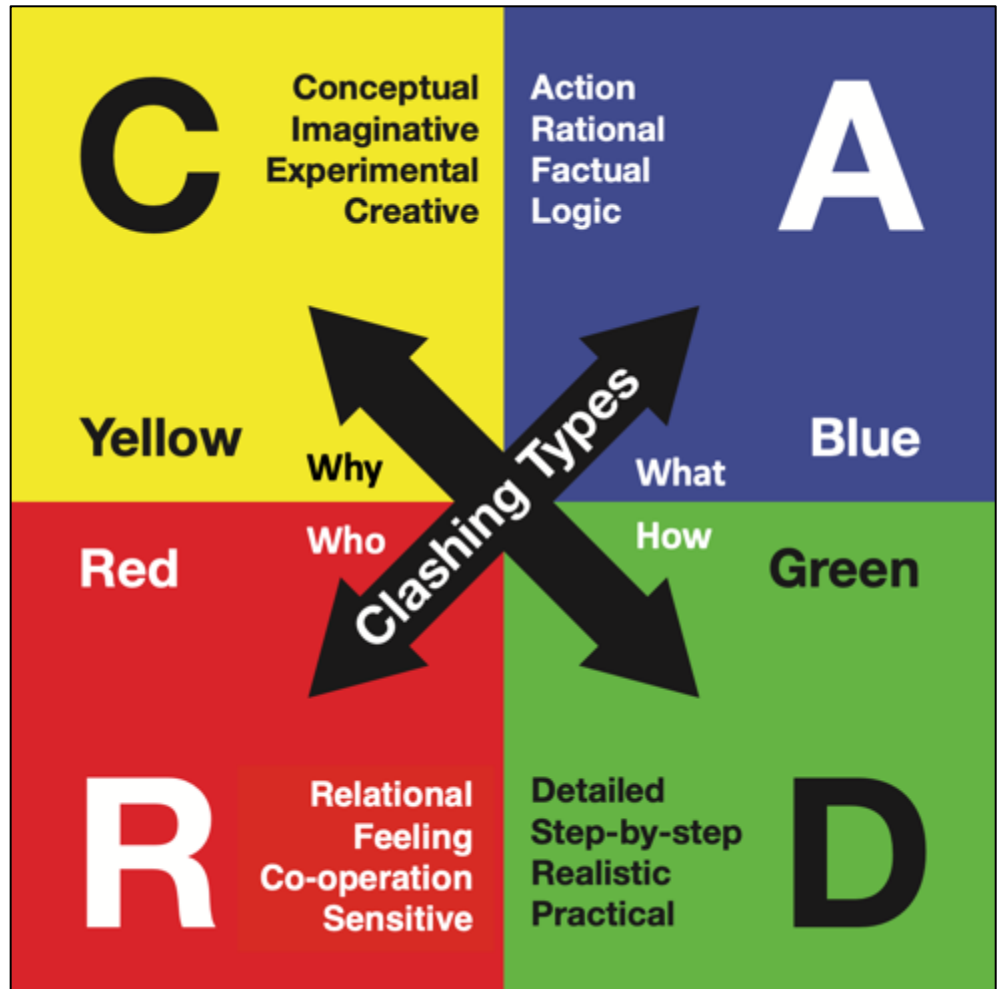 C
Conceptual
Imaginative
Experimental
Creative
Yellow
Why
Action
Rational
Factual
Logic
A
What
Blue
Clashing Types
Red
Who
R
Relational
Feeling
Co-operation
Sensitive
How
Green
Detailed
Step-by-step
Realistic
Practical
D